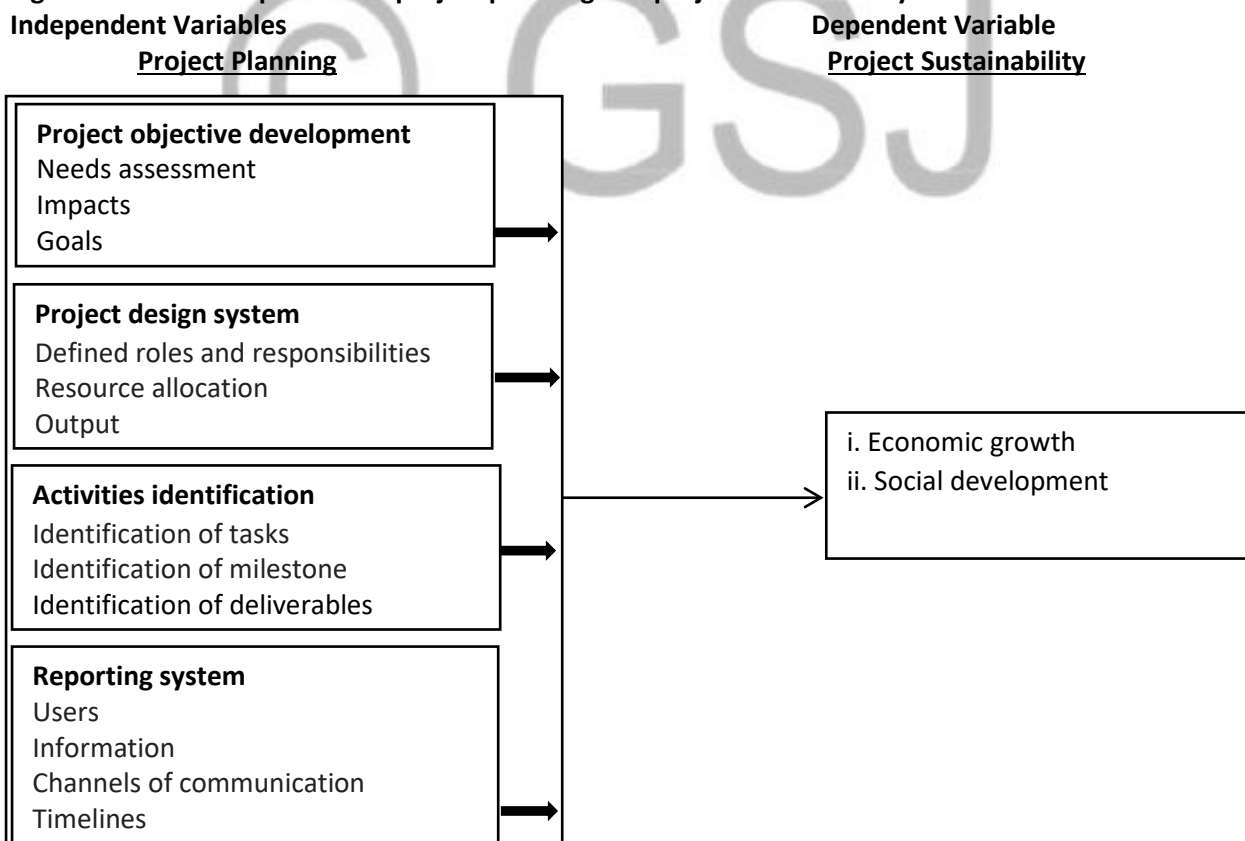 Independent Variables
Dependent Variable
Project Planning
Project Sustainability
© GSJ
Project objective development
Needs assessment
Impacts
Goals
Project design system
Defined roles and responsibilities
Resource allocation
Output
Activities identification
Identification of tasks
Identification of milestone
Identification of deliverables
Reporting system
Users
Information
Channels of communication
Timelines
i. Economic growth
ii. Social development